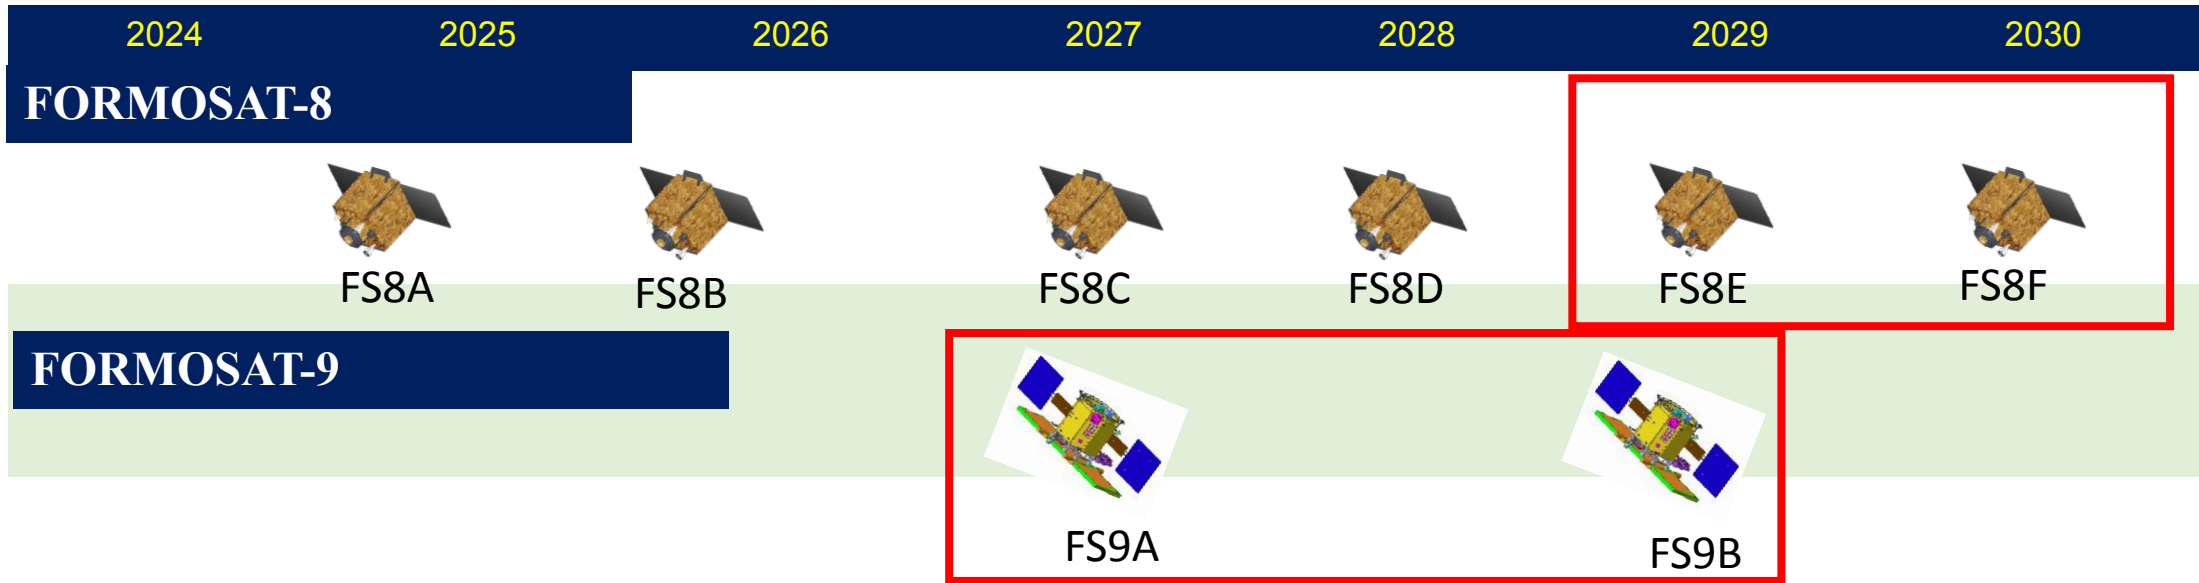 2024 2025 2026 2027 2028 2029 2030
FORMOSAT-8
FS8A FS8B FS8C FS8D FS8E FS8F
FORMOSAT-9
FS9A FS9B